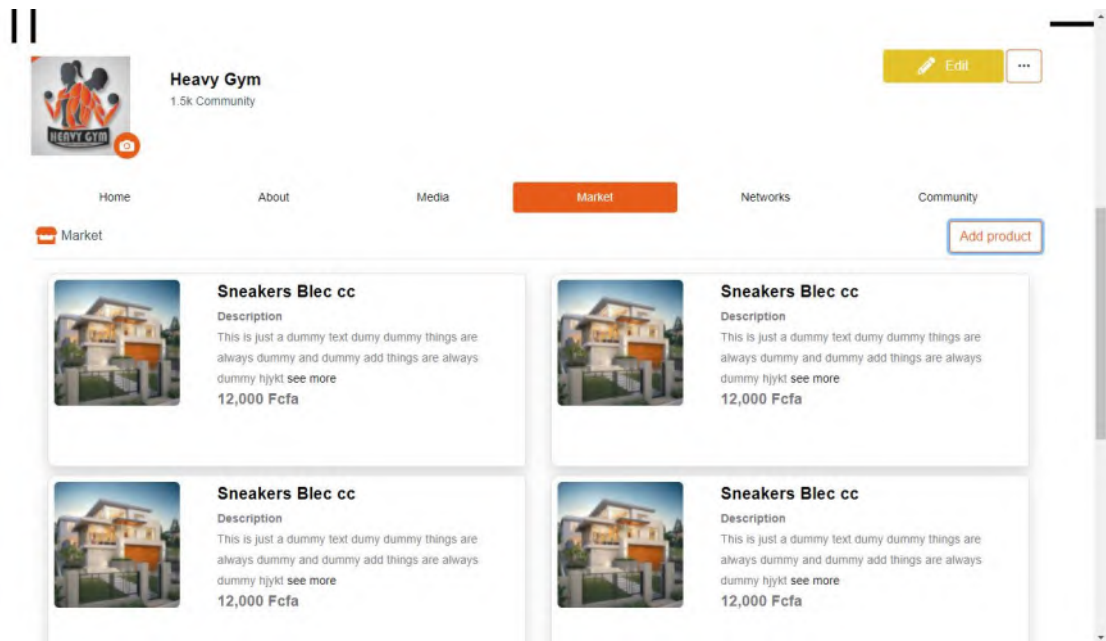 Heavy Gym
1.5k Community
Edit
...
HEAVY GYM
Home About Media Market Networks Community
Market
Add product
Sneakers Blec cc
Description
This is just a dummy text dumy dummy things are
always dummy and dummy add things are always
dummy hjykt see more
12,000 Fcfa
Sneakers Blec cc
Description
This is just a dummy text dumy dummy things are
always dummy and dummy add things are always
dummy hjykt see more
12,000 Fcfa
Sneakers Blec cc
Description
This is just a dummy text dumy dummy things are
always dummy and dummy add things are always
dummy hjykt see more
12,000 Fcfa
Sneakers Blec cc
Description
This is just a dummy text dumy dummy things are
always dummy and dummy add things are always
dummy hjykt see more
12,000 Fcfa